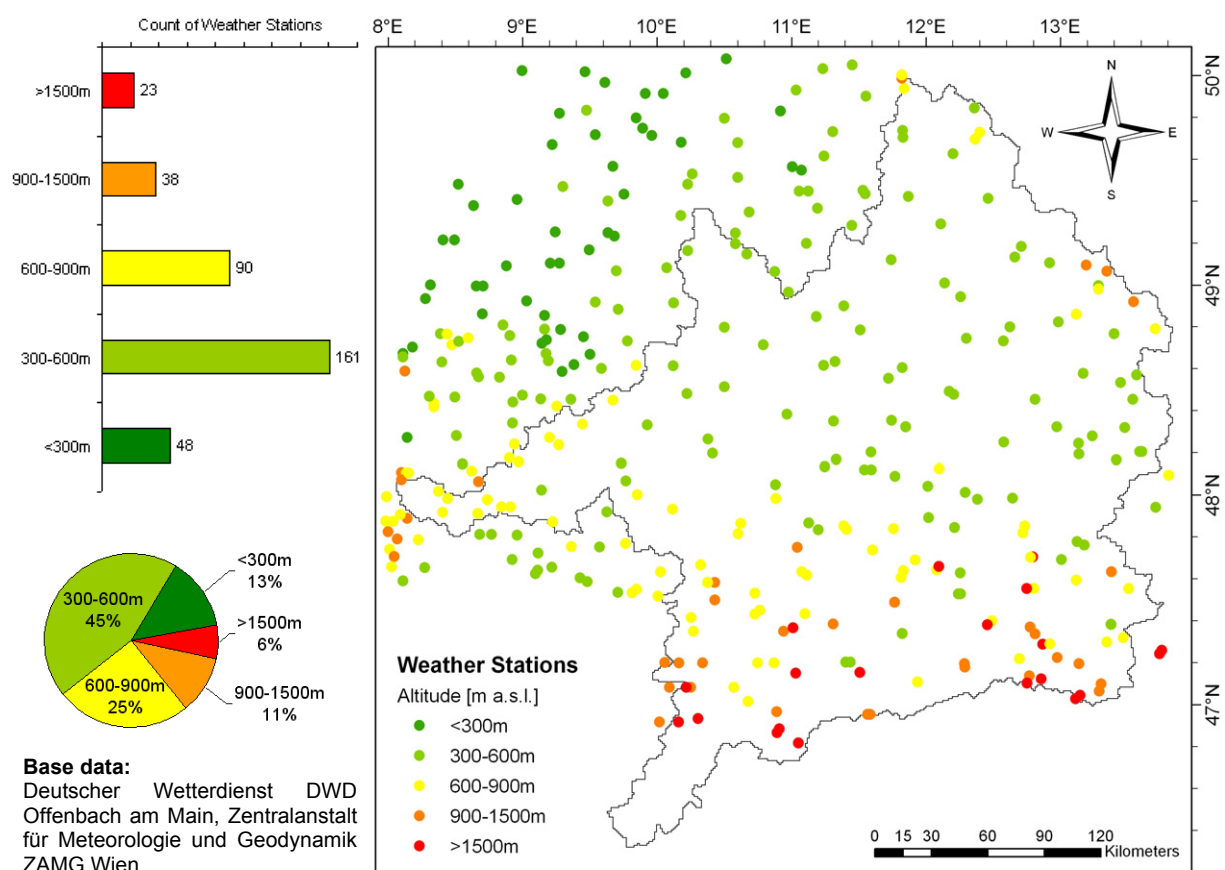 Count of Weather Stations
>1500m 23
900-1500m 38
600-900m 90
300-600m 161
<300m 48
300-600m
45%
<300m
13%
>1500m
6%
900-1500m
11%
600-900m
25%
Base data:
Deutscher Wetterdienst DWD
Offenbach am Main, Zentralanstalt
für Meteorologie und Geodynamik
ZAMG Wien
8°E 9°E 10°E 11°E 12°E 13°E
50°N
49°N
48°N
47°N
N
W E
S
Weather Stations
Altitude [m a.s.l.]
<300m
300-600m
600-900m
900-1500m
>1500m
0 15 30 60 90 120
Kilometers